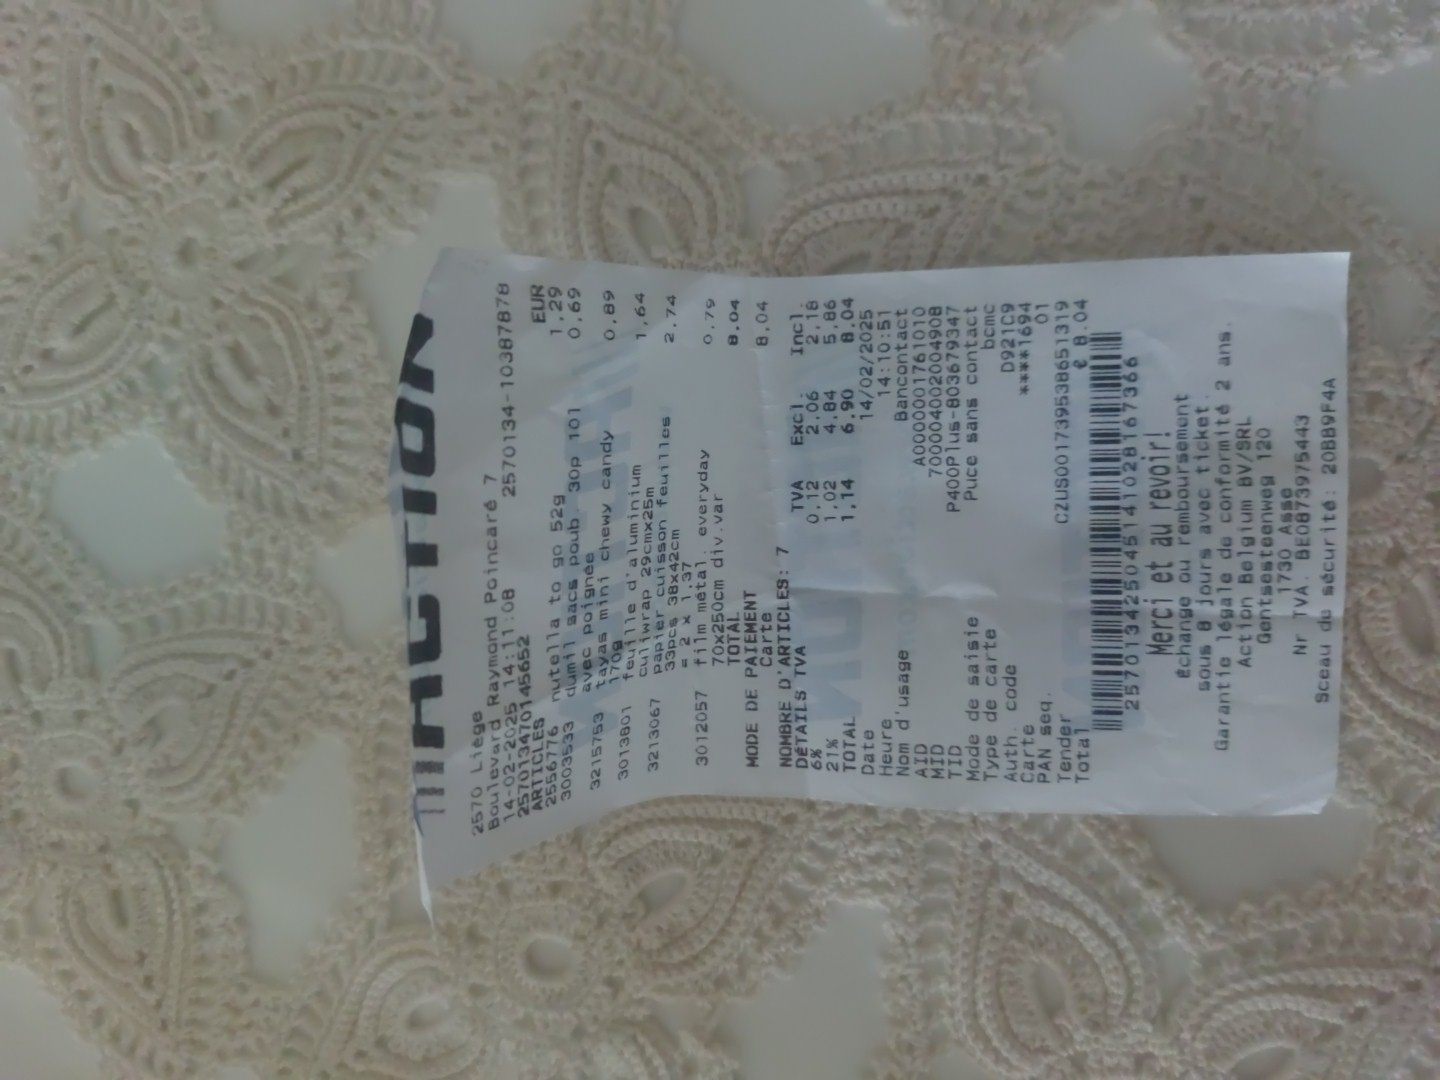 ACTION
2570 Liège
Boulevard Raymond Poincaré 7
14-02-2025 14:11:08 2570134-10387878
257013470145652
ARTICLES EUR
2556776 nutella to go 52g 1,29
3003533 dumil sacs poub 30p 101 0,69
avec poignée
3215753 tayas mini chewy candy 0,89
170g
3013801 feuille d'aluminium 1,64
culiwrap 29cmx25m
3213067 papier cuisson feuilles 2,74
33pcs 38x42cm
= 2 x 1,37
3012057 film métal. everyday 0,79
70x250cm div.var
TOTAL 8,04
MODE DE PAIEMENT
Carte 8,04
NOMBRE D'ARTICLES: 7
DÉTAILS TVA TVA Excl. Incl.
6% 0,12 2,06 2,18
21% 1,02 4,84 5,86
TOTAL 1,14 6,90 8,04
Date 14/02/2025
Heure 14:10:51
Nom d'usage Bancontact
AID A0000001761010
MID 700004002004908
TID P400Plus-803679347
Mode de saisie Puce sans contact
Type de carte bcmc
Auth. code D921C9
Carte ****1694
PAN seq. 01
Tender CZUS001739538651319
Total € 8.04
257013442504514102816736​6
Merci et au revoir!
échange ou remboursement
sous 8 jours avec ticket.
Garantie légale de conformité 2 ans.
Action Belgium BV/SRL
Gentsesteenweg 120
1730 Asse
Nr TVA. BE0873975443
Sceau de sécurité: 20BB9F4A